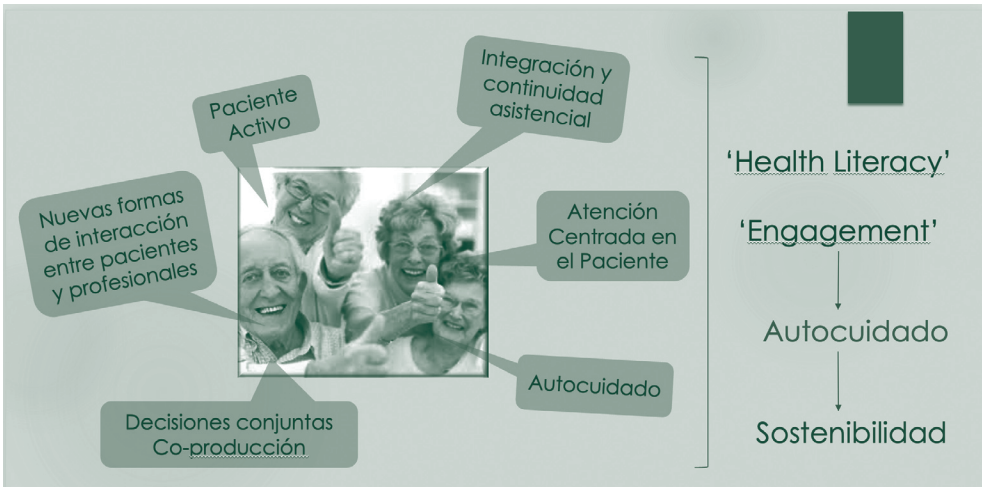 Paciente
Activo
Integración y
continuidad
asistencial
Nuevas formas
de interacción
entre pacientes
y profesionales
Atención
Centrada en
el Paciente
Autocuidado
Decisiones conjuntas
Co-producción
‘Health Literacy’
‘Engagement’
Autocuidado
Sostenibilidad